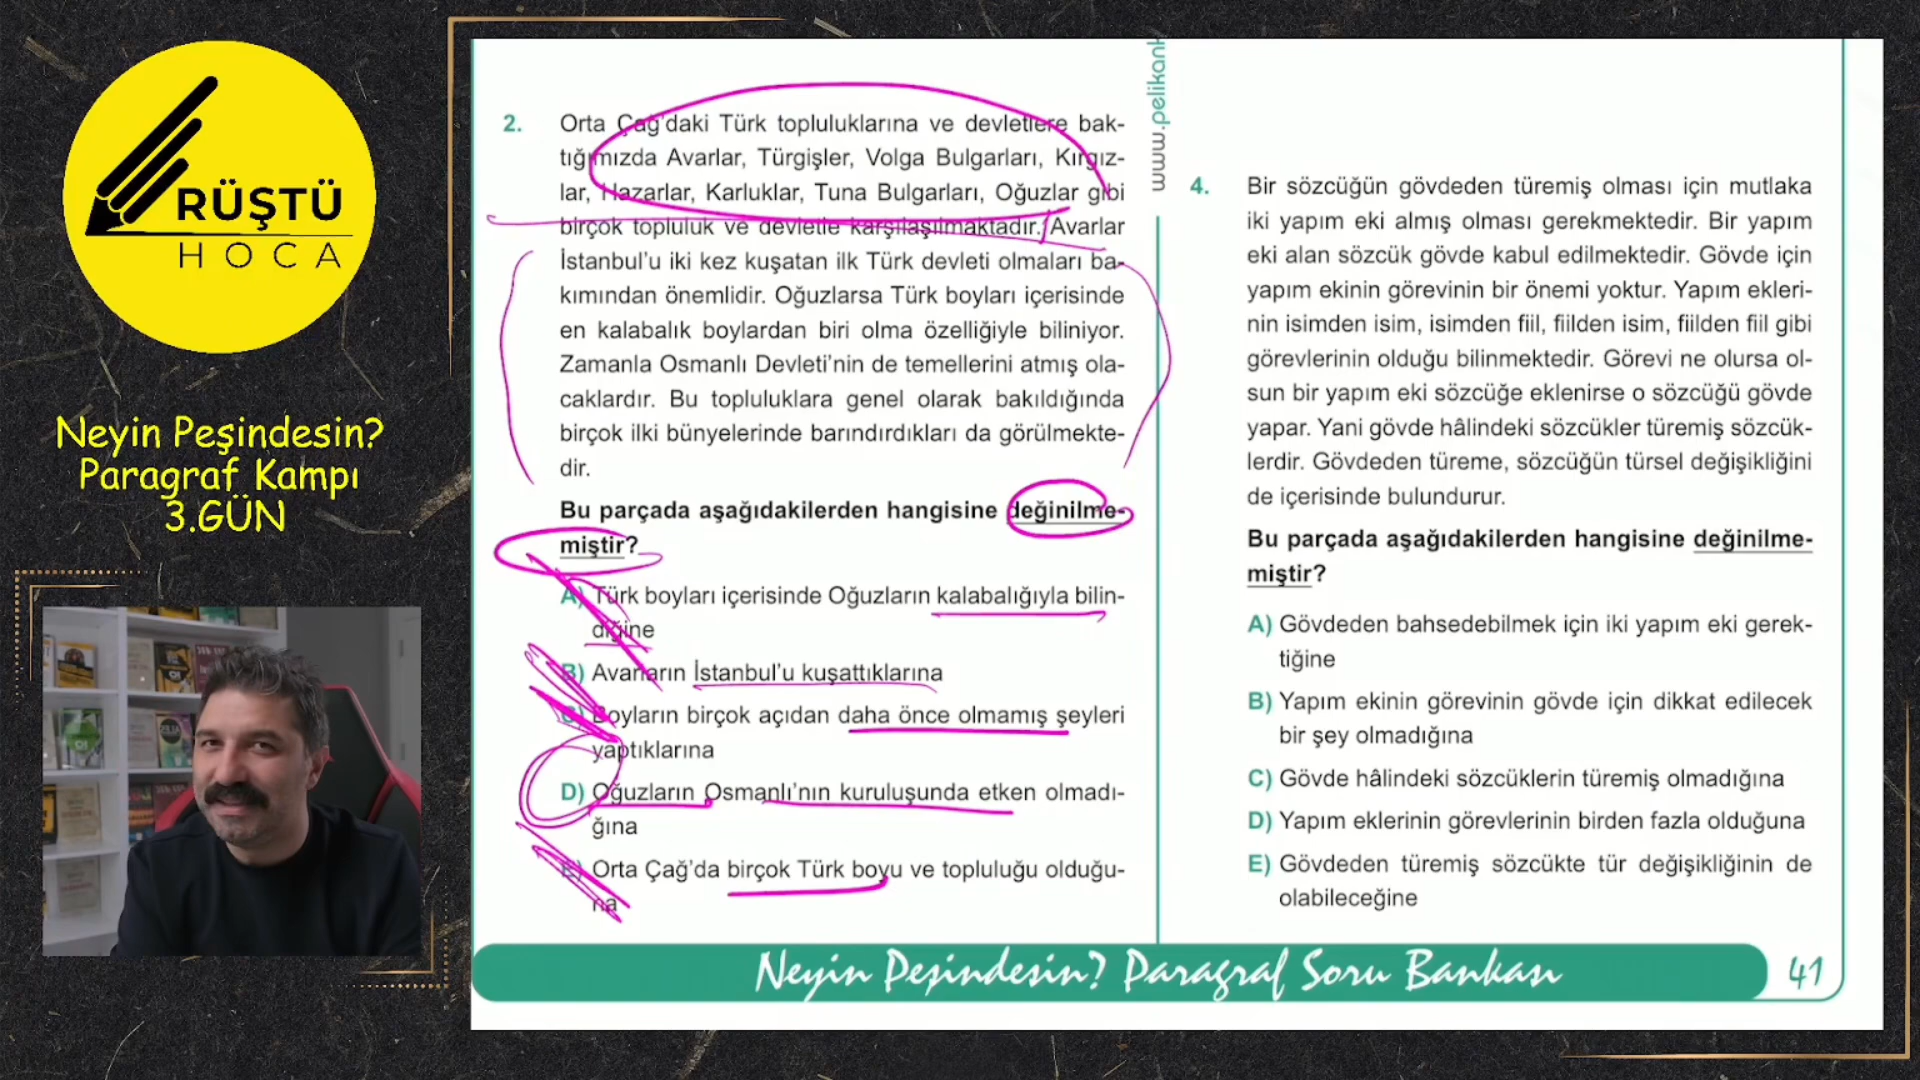 RÜŞTÜ
HOCA
Neyin Peşindesin?
Paragraf Kampı
3.GÜN
2. Orta Çağ'daki Türk topluluklarına ve devletlere bak-
tığımızda Avarlar, Türgişler, Volga Bulgarları, Kırgız-
lar, Hazarlar, Karluklar, Tuna Bulgarları, Oğuzlar gibi
birçok topluluk ve devletle karşılaşılmaktadır. Avarlar
İstanbul'u iki kez kuşatan ilk Türk devleti olmaları ba-
kımından önemlidir. Oğuzlarsa Türk boyları içerisinde
en kalabalık boylardan biri olma özelliğiyle biliniyor.
Zamanla Osmanlı Devleti'nin de temellerini atmış ola-
caklardır. Bu topluluklara genel olarak bakıldığında
birçok ilki bünyelerinde barındırdıkları da görülmekte-
dir.
Bu parçada aşağıdakilerden hangisine değinilme-
miştir?
A) Türk boyları içerisinde Oğuzların kalabalığıyla bilin-
diğine
B) Avarların İstanbul'u kuşattıklarına
C) Boyların birçok açıdan daha önce olmamış şeyleri
yaptıklarına
D) Oğuzların Osmanlı'nın kuruluşunda etken olmadı-
ğına
E) Orta Çağ'da birçok Türk boyu ve topluluğu olduğu-
na
www.pelikan
4. Bir sözcüğün gövdeden türemiş olması için mutlaka
iki yapım eki almış olması gerekmektedir. Bir yapım
eki alan sözcük gövde kabul edilmektedir. Gövde için
yapım ekinin görevinin bir önemi yoktur. Yapım ekleri-
nin isimden isim, isimden fiil, fiilden isim, fiilden fiil gibi
görevlerinin olduğu bilinmektedir. Görevi ne olursa ol-
sun bir yapım eki sözcüğe eklenirse o sözcüğü gövde
yapar. Yani gövde hâlindeki sözcükler türemiş sözcük-
lerdir. Gövdeden türeme, sözcüğün türsel değişikliğini
de içerisinde bulundurur.
Bu parçada aşağıdakilerden hangisine değinilme-
miştir?
A) Gövdeden bahsedebilmek için iki yapım eki gerek-
tiğine
B) Yapım ekinin görevinin gövde için dikkat edilecek
bir şey olmadığına
C) Gövde hâlindeki sözcüklerin türemiş olmadığına
D) Yapım eklerinin görevlerinin birden fazla olduğuna
E) Gövdeden türemiş sözcükte tür değişikliğinin de
olabileceğine
Neyin Peşindesin? Paragraf Soru Bankası
41